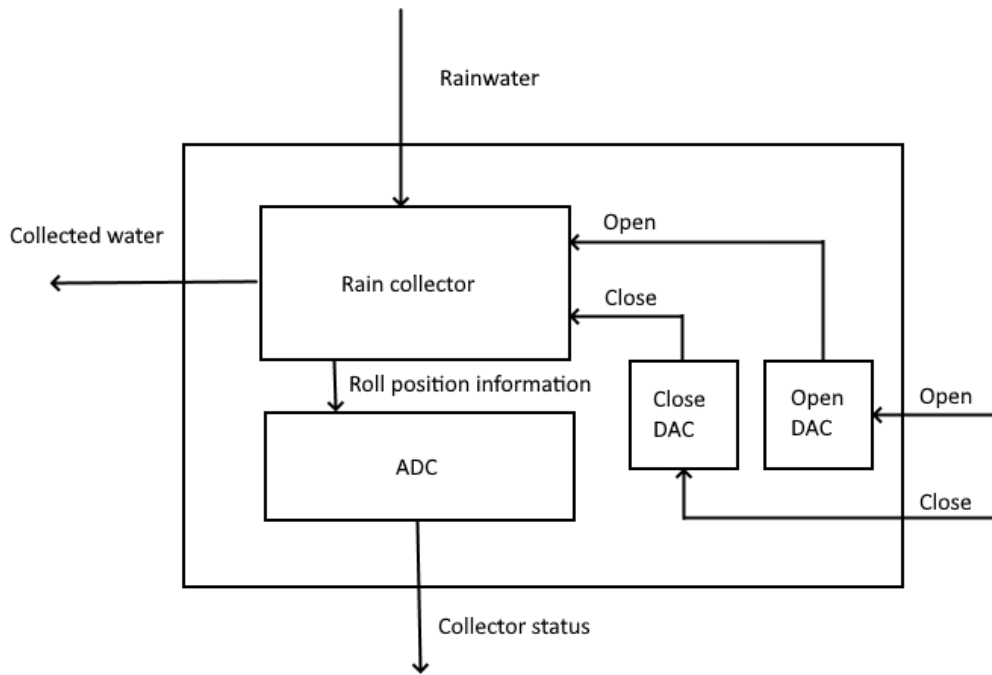 Rainwater
Collected water
Open
Rain collector
Close
Roll position information
Close
DAC
Open
DAC
Open
ADC
Close
Collector status